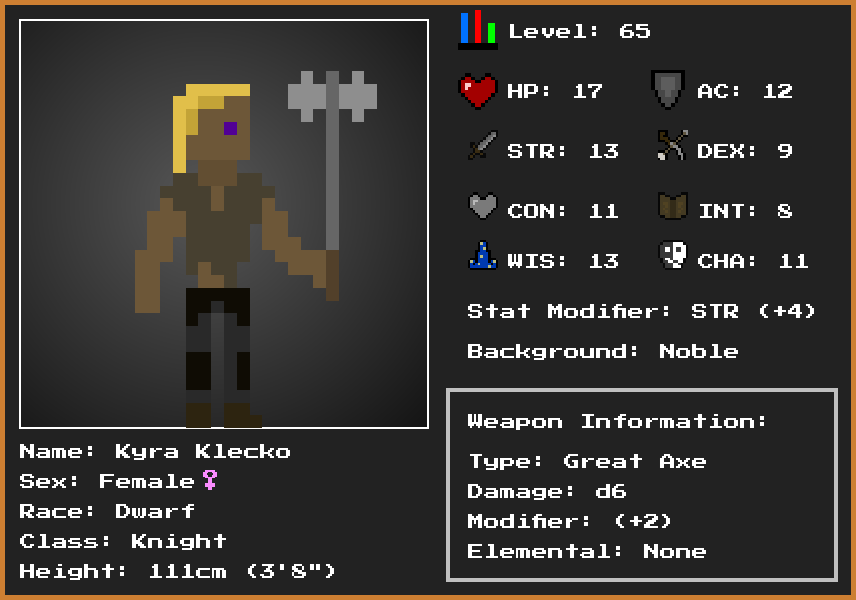 Level: 65
HP: 17
AC: 12
STR: 13
DEX: 9
CON: 11
INT: 8
WIS: 13
CHA: 11
Stat Modifier: STR (+4)
Background: Noble
Weapon Information:
Type: Great Axe
Damage: d6
Modifier: (+2)
Elemental: None
Name: Kyra Klecko
Sex: Female♀
Race: Dwarf
Class: Knight
Height: 111cm (3'8")